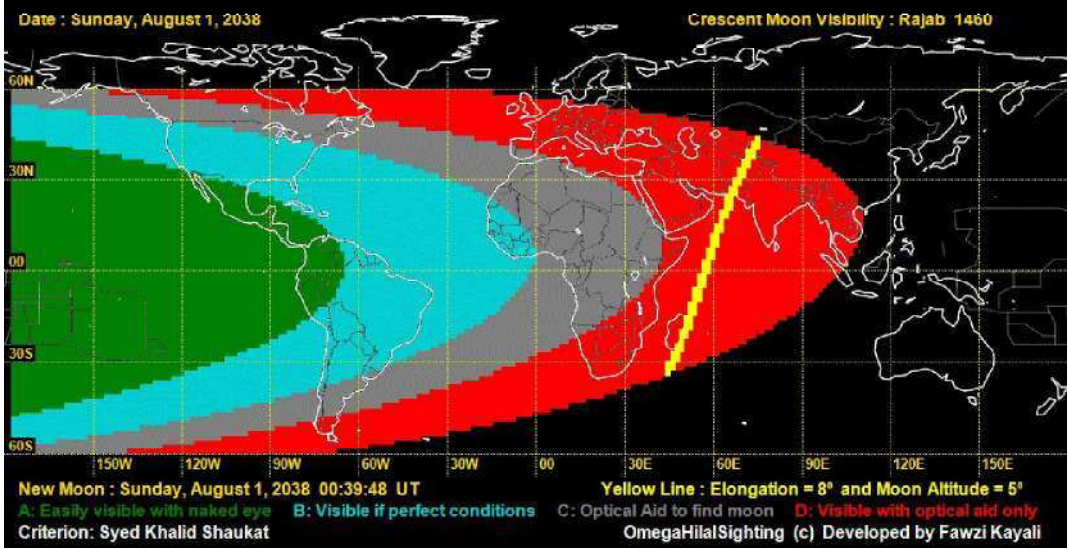 Date : Sunday, August 1, 2038
Crescent Moon Visibility : Rajab 1460
60N
30N
00
30S
60S
150W 120W 90W 60W 30W 00 30E 60E 90E 120E 150E
New Moon : Sunday, August 1, 2038 00:39:48 UT
Yellow Line : Elongation = 8º and Moon Altitude = 5º
A: Easily visible with naked eye B: Visible if perfect conditions C: Optical Aid to find moon D: Visible with optical aid only
Criterion: Syed Khalid Shaukat
OmegaHilalSighting (c) Developed by Fawzi Kayali